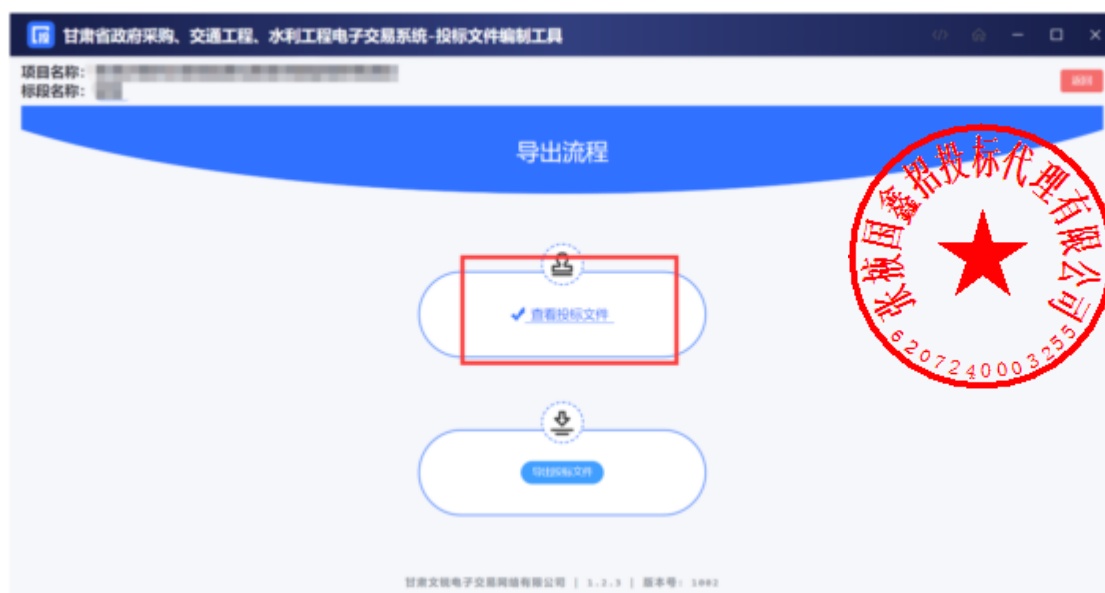 甘肃省政府采购、交通工程、水利工程电子交易系统-投标文件编制工具
项目名称：
标段名称：
返回
导出流程
查看投标文件
导出投标文件
张掖国鑫招投标代理有限公司
6207240003255
甘肃文锐电子交易网络有限公司 | 1.2.3 | 版本号: 1002